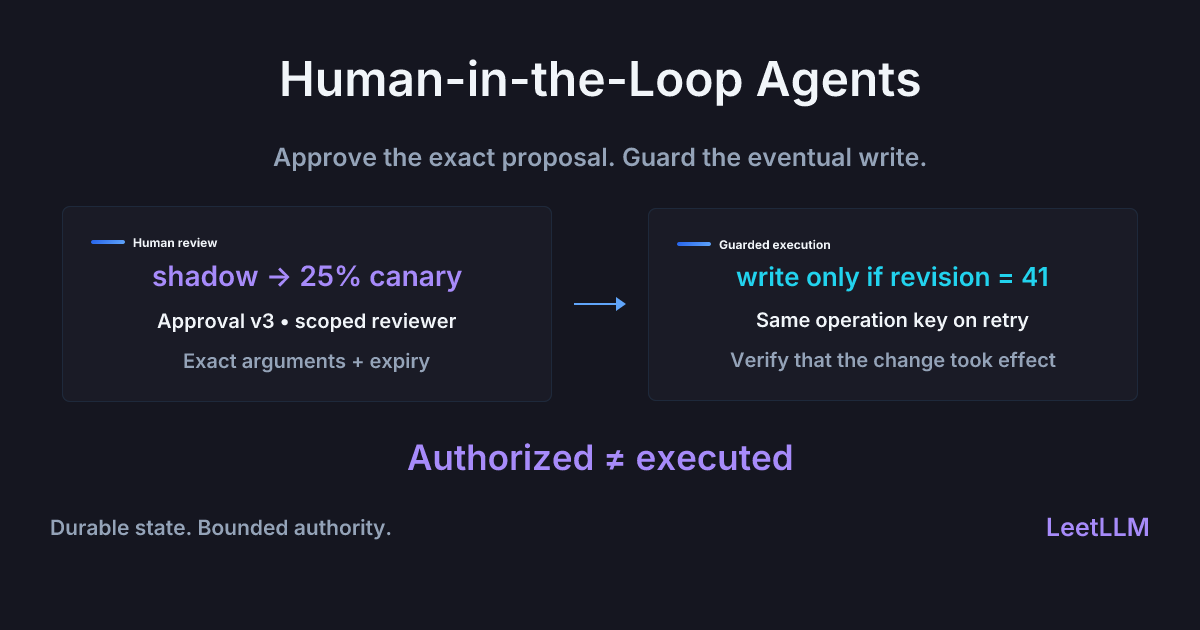 Human-in-the-Loop Agents
Approve the exact proposal. Guard the eventual write.
Human review
shadow → 25% canary
Approval v3 • scoped reviewer
Exact arguments + expiry
Guarded execution
write only if revision = 41
Same operation key on retry
Verify that the change took effect
Authorized ≠ executed
Durable state. Bounded authority.
LeetLLM